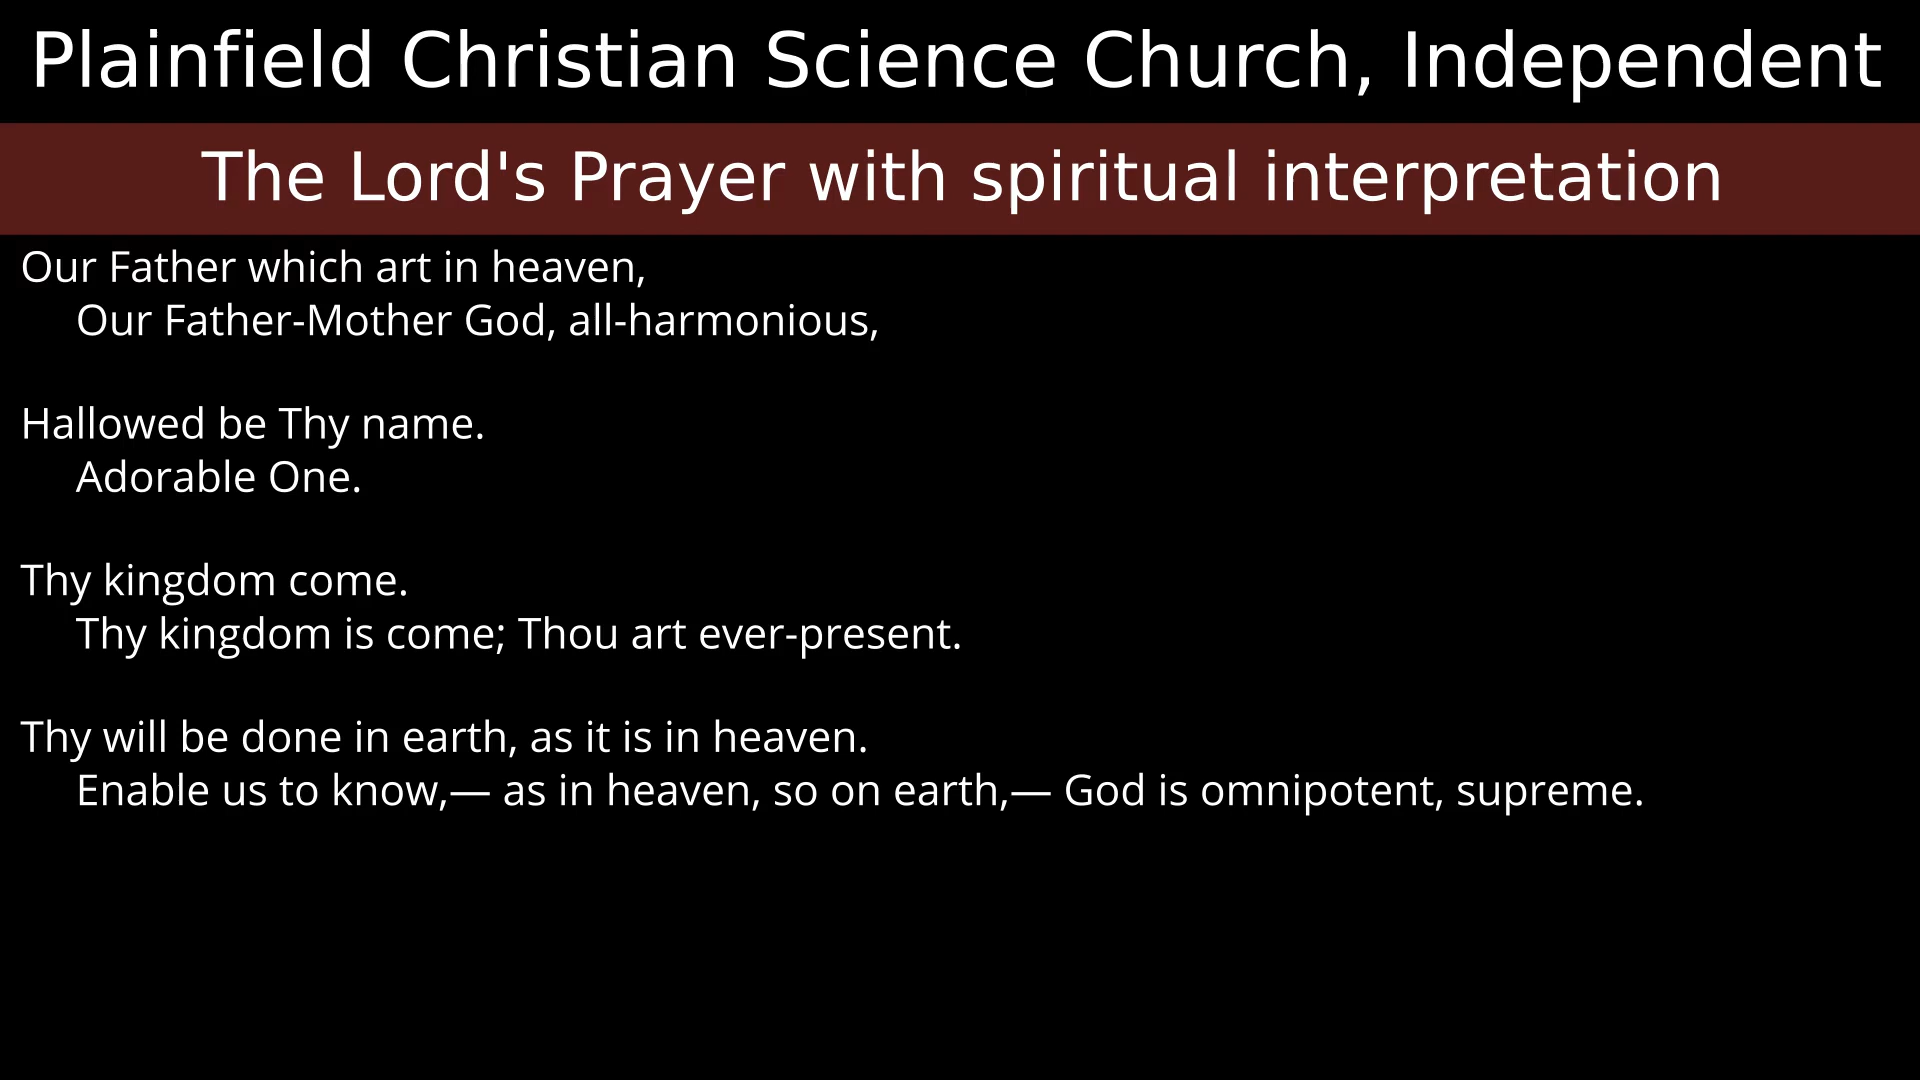 Plainfield Christian Science Church, Independent
The Lord's Prayer with spiritual interpretation
Our Father which art in heaven,
Our Father-Mother God, all-harmonious,
Hallowed be Thy name.
Adorable One.
Thy kingdom come.
Thy kingdom is come; Thou art ever-present.
Thy will be done in earth, as it is in heaven.
Enable us to know,— as in heaven, so on earth,— God is omnipotent, supreme.